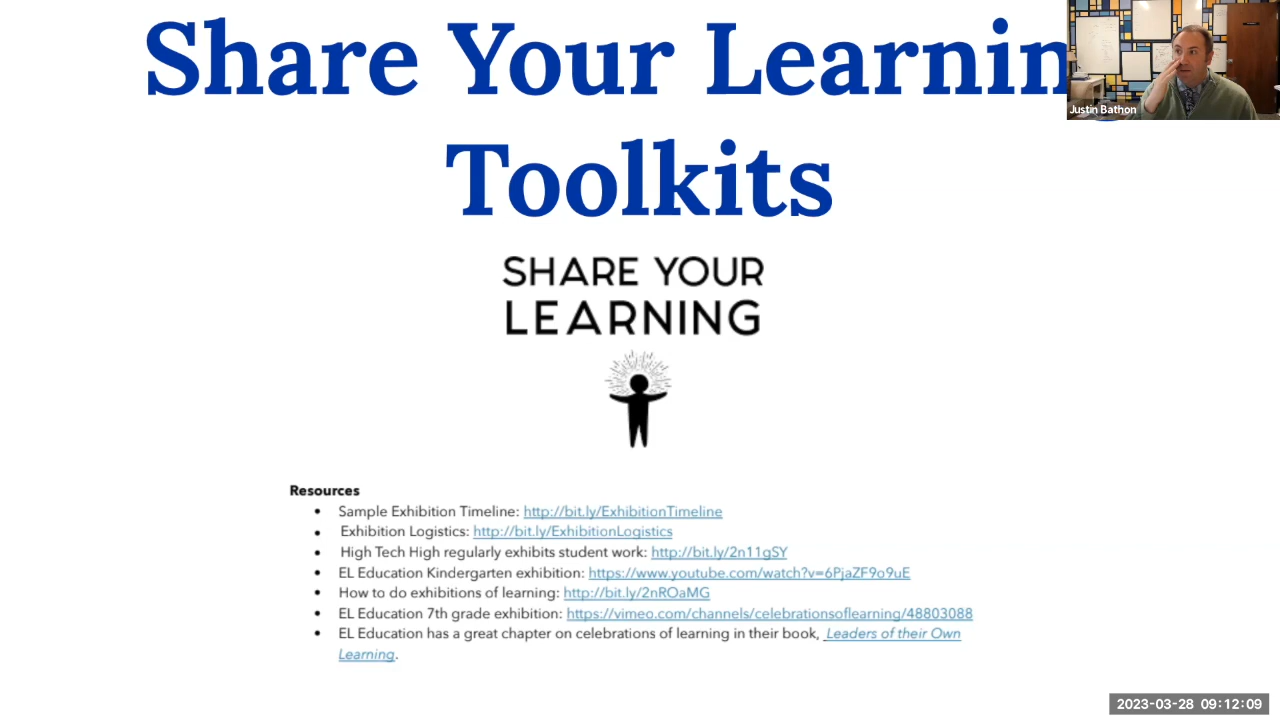 Share Your Learnin
Justin Bathon
Toolkits
SHARE YOUR
LEARNING
Resources
• Sample Exhibition Timeline: http://bit.ly/ExhibitionTimeline
• Exhibition Logistics: http://bit.ly/ExhibitionLogistics
• High Tech High regularly exhibits student work: http://bit.ly/2n11gSY
• EL Education Kindergarten exhibition: https://www.youtube.com/watch?v=6PjaZF9o9uE
• How to do exhibitions of learning: http://bit.ly/2nROaMG
• EL Education 7th grade exhibition: https://vimeo.com/channels/celebrationsoflearning/48803088
• EL Education has a great chapter on celebrations of learning in their book, Leaders of their Own
Learning.
2023-03-28 09:12:09